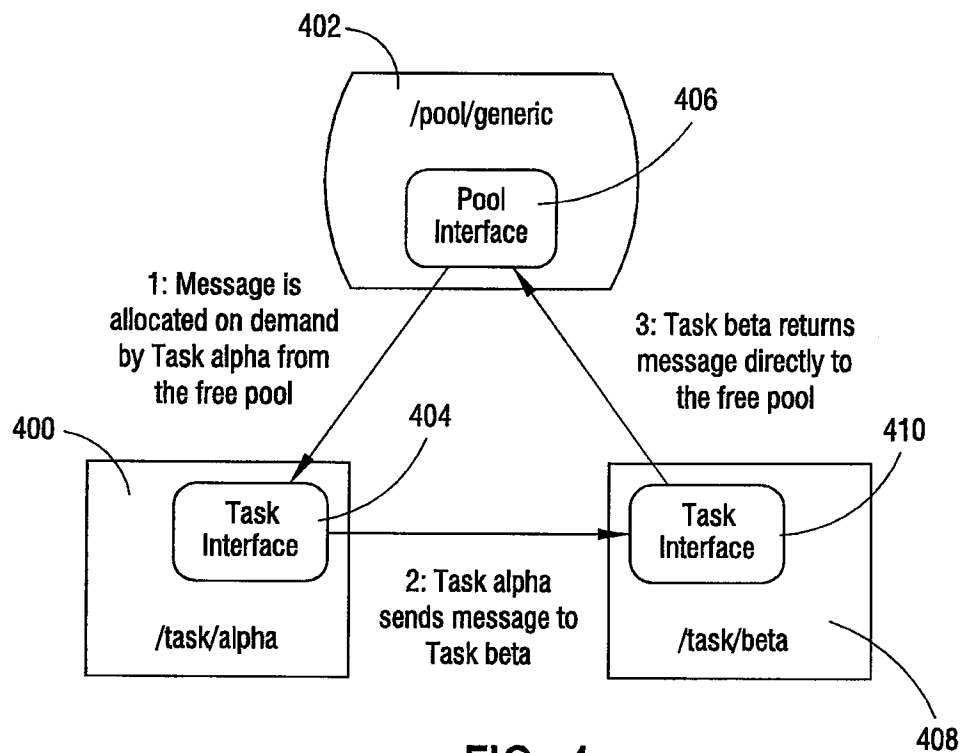 402
/pool/generic
406
Pool
Interface
1: Message is
allocated on demand
by Task alpha from
the free pool
3: Task beta returns
message directly to
the free pool
400
404
410
Task
Interface
Task
Interface
2: Task alpha
sends message to
Task beta
/task/alpha
/task/beta
408